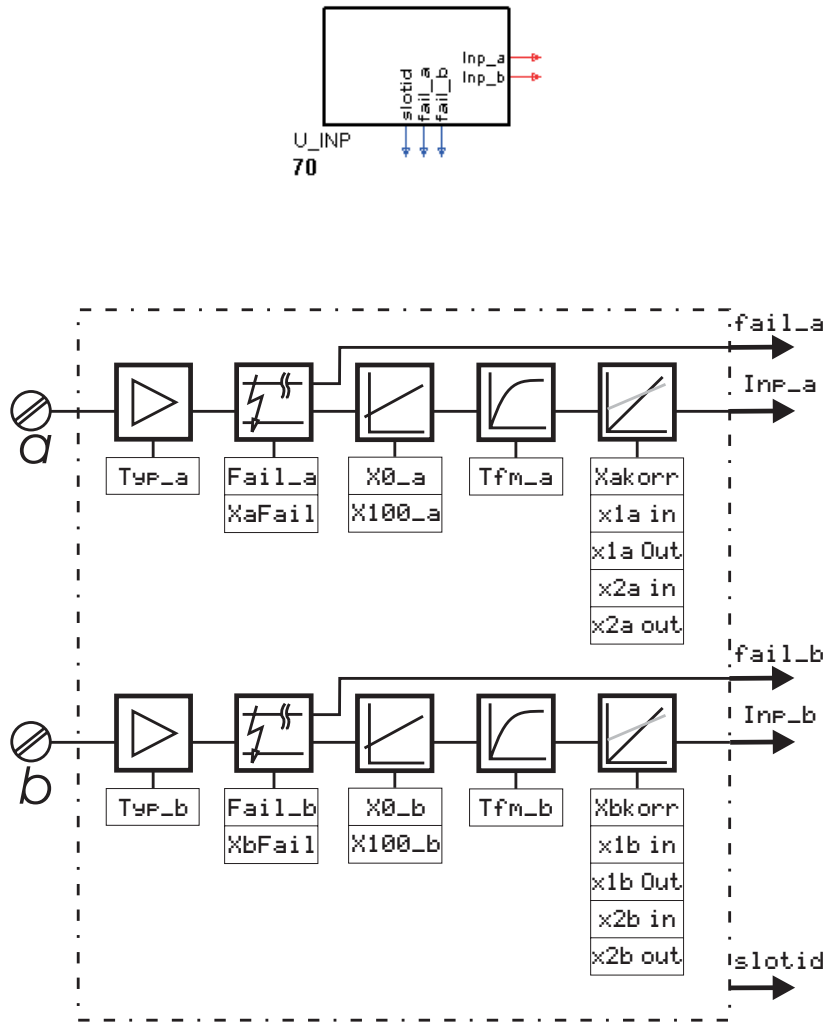 Inp_a
Inp_b
slotid
fail_a
fail_b
U_INP
70
fail_a
Inp_a
a
Typ_a
Fail_a
X0_a
Tfm_a
Xakorr
XaFail
X100_a
x1a in
x1a Out
x2a in
x2a out
fail_b
Inp_b
b
Typ_b
Fail_b
X0_b
Tfm_b
Xbkorr
XbFail
X100_b
x1b in
x1b Out
x2b in
x2b out
slotid